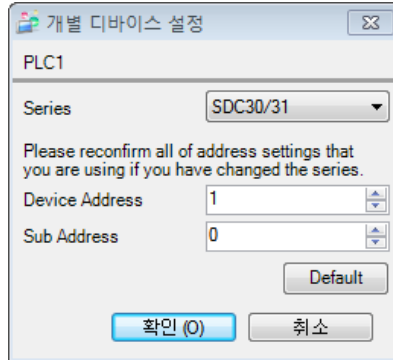 개별 디바이스 설정
PLC1
Series SDC30/31
Please reconfirm all of address settings that
you are using if you have changed the series.
Device Address 1
Sub Address 0
Default
확인 (O) 취소